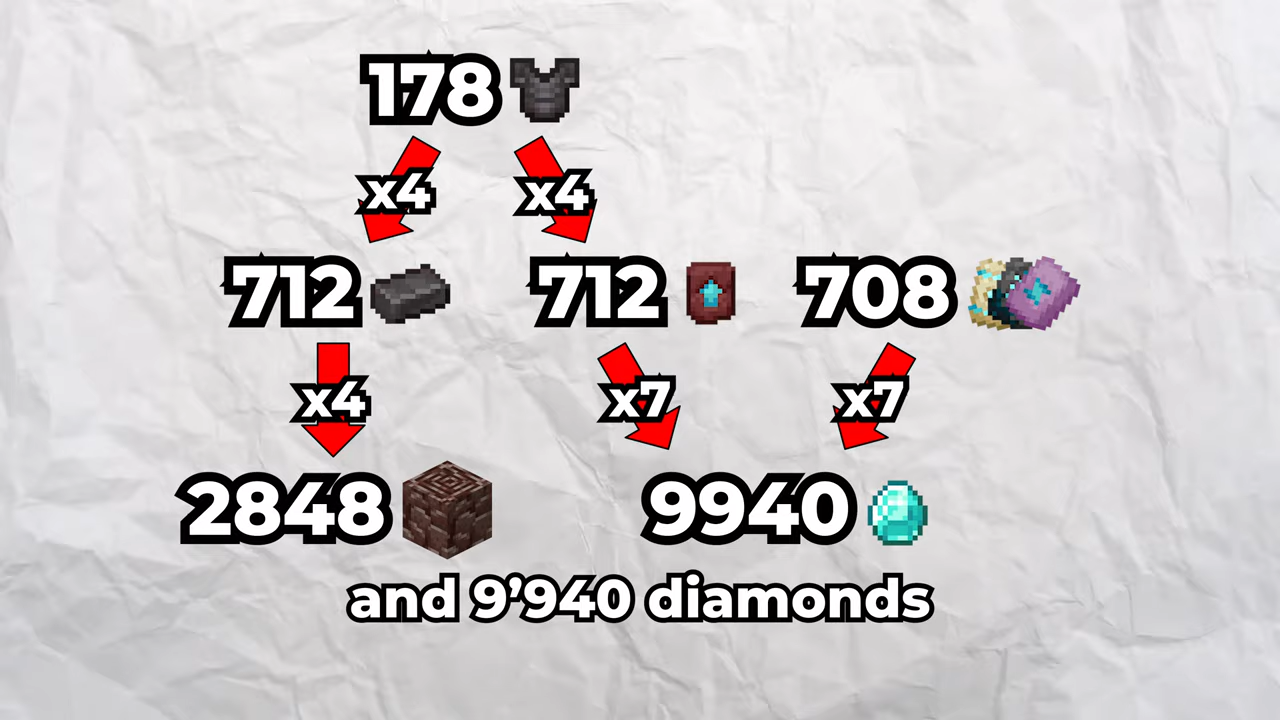 178
x4 x4
712 712 708
x4 x7 x7
2848 9940
and 9’940 diamonds